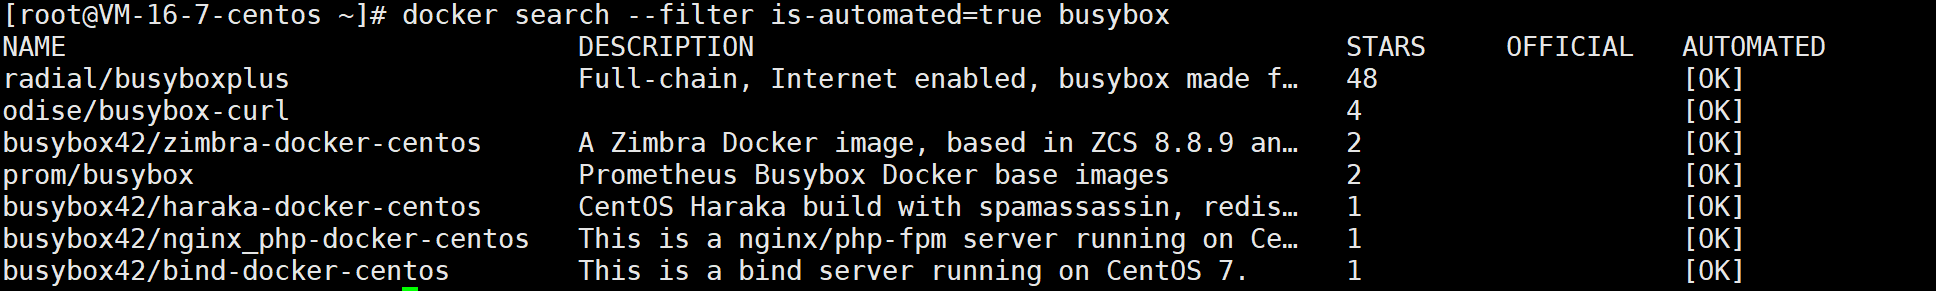 [root@VM-16-7-centos ~]# docker search --filter is-automated=true busybox
NAME DESCRIPTION STARS OFFICIAL AUTOMATED
radial/busyboxplus Full-chain, Internet enabled, busybox made f… 48 [OK]
odise/busybox-curl 4 [OK]
busybox42/zimbra-docker-centos A Zimbra Docker image, based in ZCS 8.8.9 an… 2 [OK]
prom/busybox Prometheus Busybox Docker base images 2 [OK]
busybox42/haraka-docker-centos CentOS Haraka build with spamassassin, redis… 1 [OK]
busybox42/nginx_php-docker-centos This is a nginx/php-fpm server running on Ce… 1 [OK]
busybox42/bind-docker-centos This is a bind server running on CentOS 7. 1 [OK]